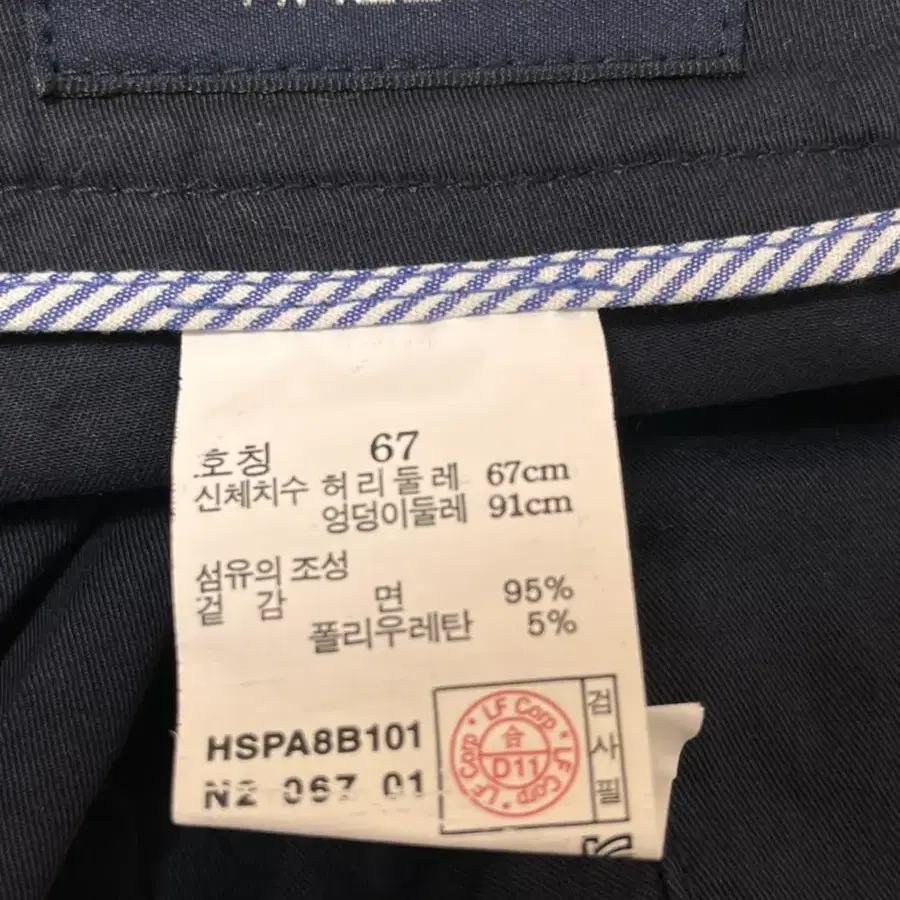 호칭 67
신체치수 허리둘레 67cm
엉덩이둘레 91cm
섬유의 조성
겉 감 면 95%
폴리우레탄 5%
HSPA8B101
N2 067 01
LF Corp · LF Corp · LF Corp
合
D11
검사필